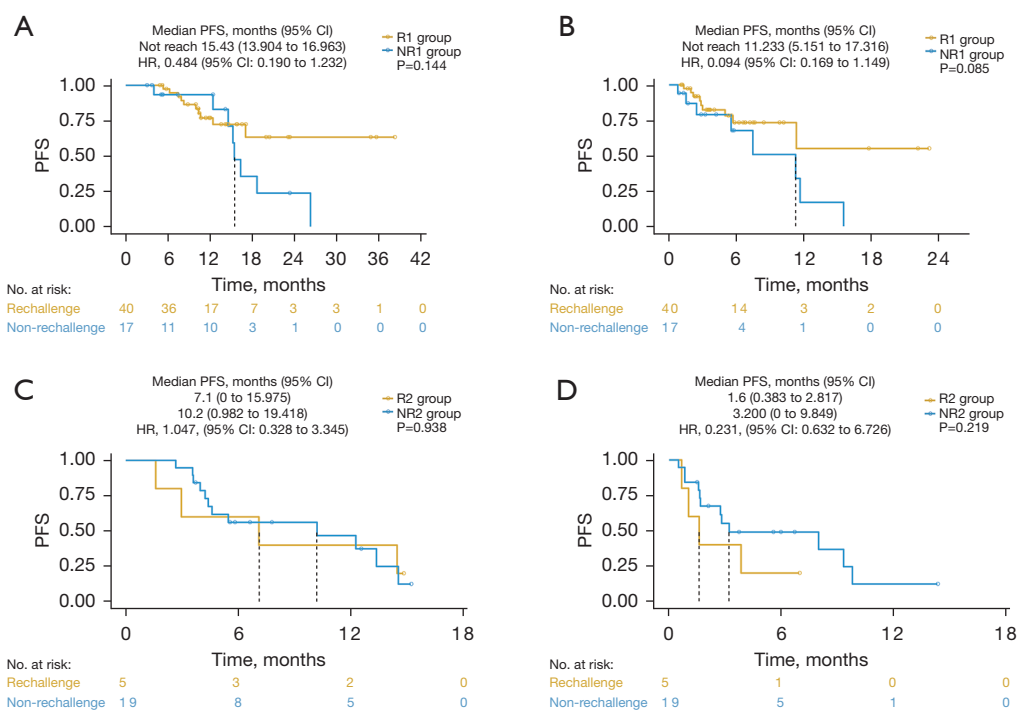 A
Median PFS, months (95% CI)
Not reach 15.43 (13.904 to 16.963)
HR, 0.484 (95% CI: 0.190 to 1.232)
R1 group
NR1 group
P=0.144
1.00
0.75
0.50
0.25
0.00
PFS
0 6 12 18 24 30 36 42
Time, months
No. at risk:
Rechallenge 40 36 17 7 3 3 1 0
Non-rechallenge 17 11 10 3 1 0 0 0
B
Median PFS, months (95% CI)
Not reach 11.233 (5.151 to 17.316)
HR, 0.094 (95% CI: 0.169 to 1.149)
R1 group
NR1 group
P=0.085
1.00
0.75
0.50
0.25
0.00
PFS
0 6 12 18 24
Time, months
No. at risk:
Rechallenge 40 14 3 2 0
Non-rechallenge 17 4 1 0 0
C
Median PFS, months (95% CI)
7.1 (0 to 15.975)
10.2 (0.982 to 19.418)
HR, 1.047, (95% CI: 0.328 to 3.345)
R2 group
NR2 group
P=0.938
1.00
0.75
0.50
0.25
0.00
PFS
0 6 12 18
Time, months
No. at risk:
Rechallenge 5 3 2 0
Non-rechallenge 19 8 5 0
D
Median PFS, months (95% CI)
1.6 (0.383 to 2.817)
3.200 (0 to 9.849)
HR, 0.231, (95% CI: 0.632 to 6.726)
R2 group
NR2 group
P=0.219
1.00
0.75
0.50
0.25
0.00
PFS
0 6 12 18
Time, months
No. at risk:
Rechallenge 5 1 0 0
Non-rechallenge 19 5 1 0